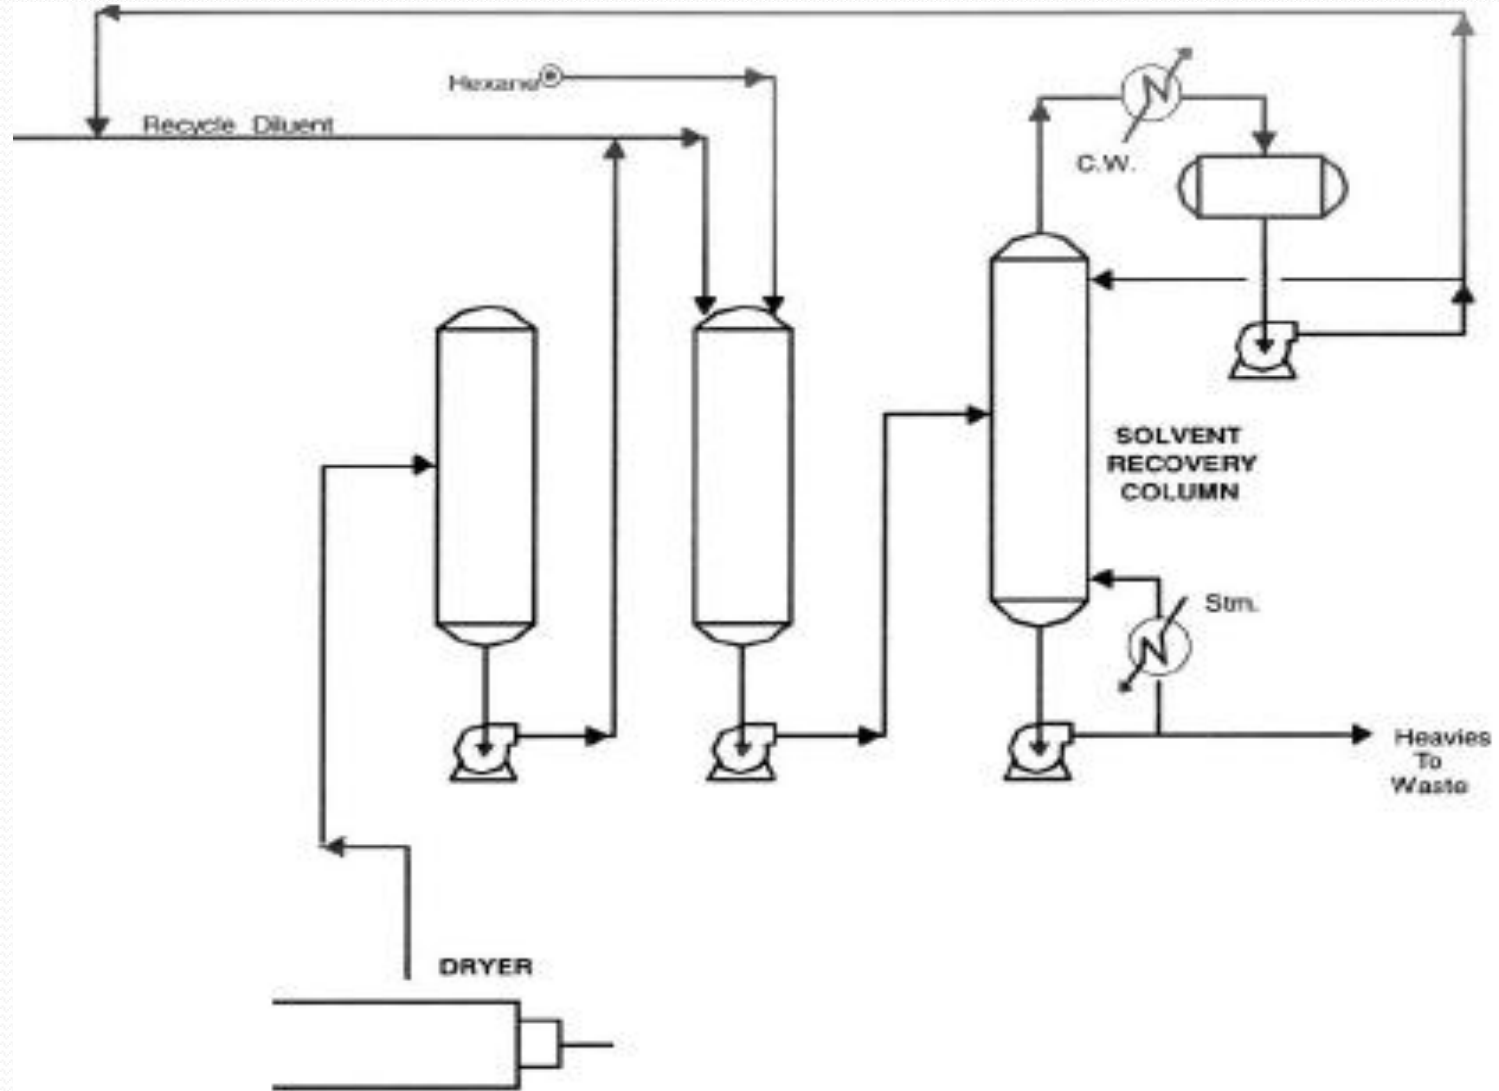 Hexane
Recycle Diluent
C.W.
SOLVENT
RECOVERY
COLUMN
Stm.
Heavies
To
Waste
DRYER